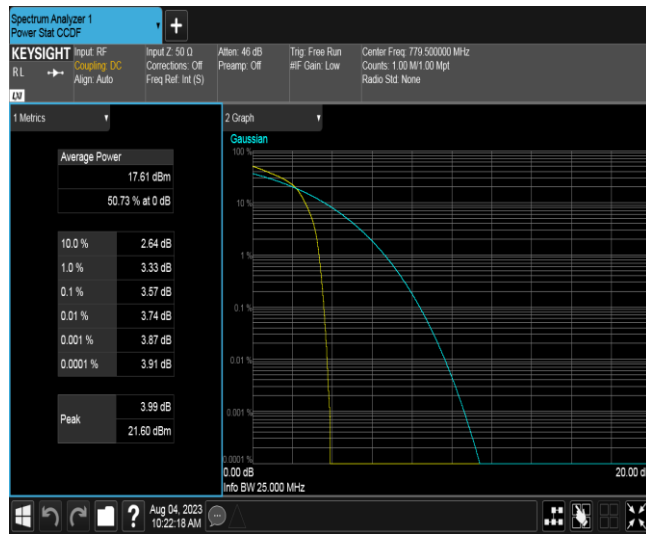 Spectrum Analyzer 1
Power Stat CCDF
+
KEYSIGHT
RL
LXI
Input: RF
Coupling: DC
Align: Auto
Input Z: 50 Ω
Corrections: Off
Freq Ref: Int (S)
Atten: 46 dB
Preamp: Off
Trig: Free Run
#IF Gain: Low
Center Freq: 779.500000 MHz
Counts: 1.00 M/1.00 Mpt
Radio Std: None
1 Metrics
Average Power
17.61 dBm
50.73 % at 0 dB
10.0 % 2.64 dB
1.0 % 3.33 dB
0.1 % 3.57 dB
0.01 % 3.74 dB
0.001 % 3.87 dB
0.0001 % 3.91 dB
Peak
3.99 dB
21.60 dBm
2 Graph
Gaussian
100 %
10 %
1 %
0.1 %
0.01 %
0.001 %
0.0001 %
0.00 dB
20.00 d
Info BW 25.000 MHz
?
Aug 04, 2023
10:22:18 AM